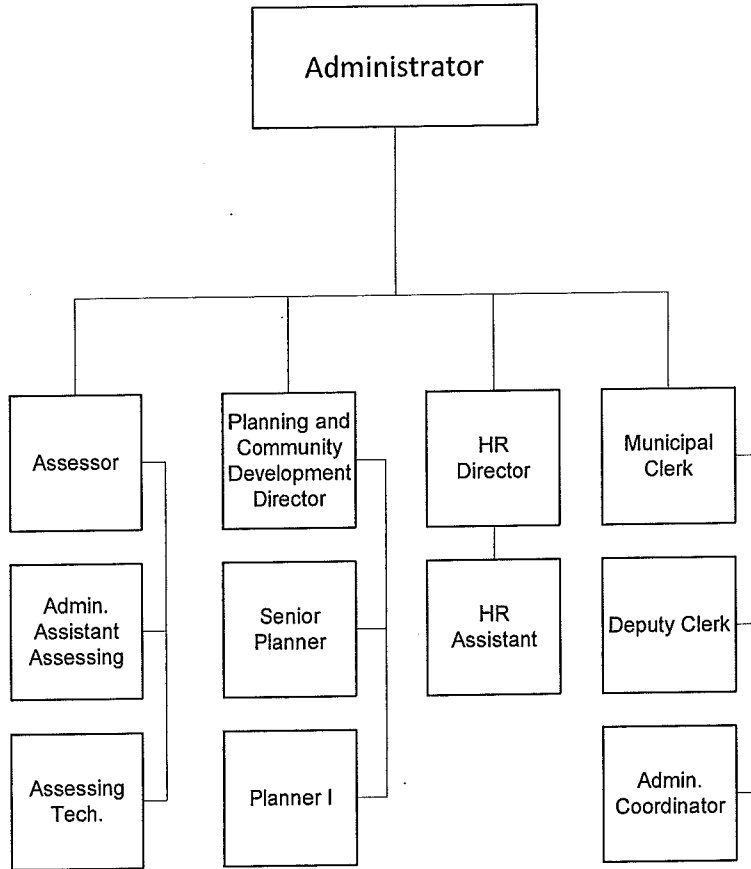 Administrator
Assessor
Planning and
Community
Development
Director
HR
Director
Municipal
Clerk
Admin.
Assistant
Assessing
Senior
Planner
HR
Assistant
Deputy Clerk
Assessing
Tech.
Planner I
Admin.
Coordinator